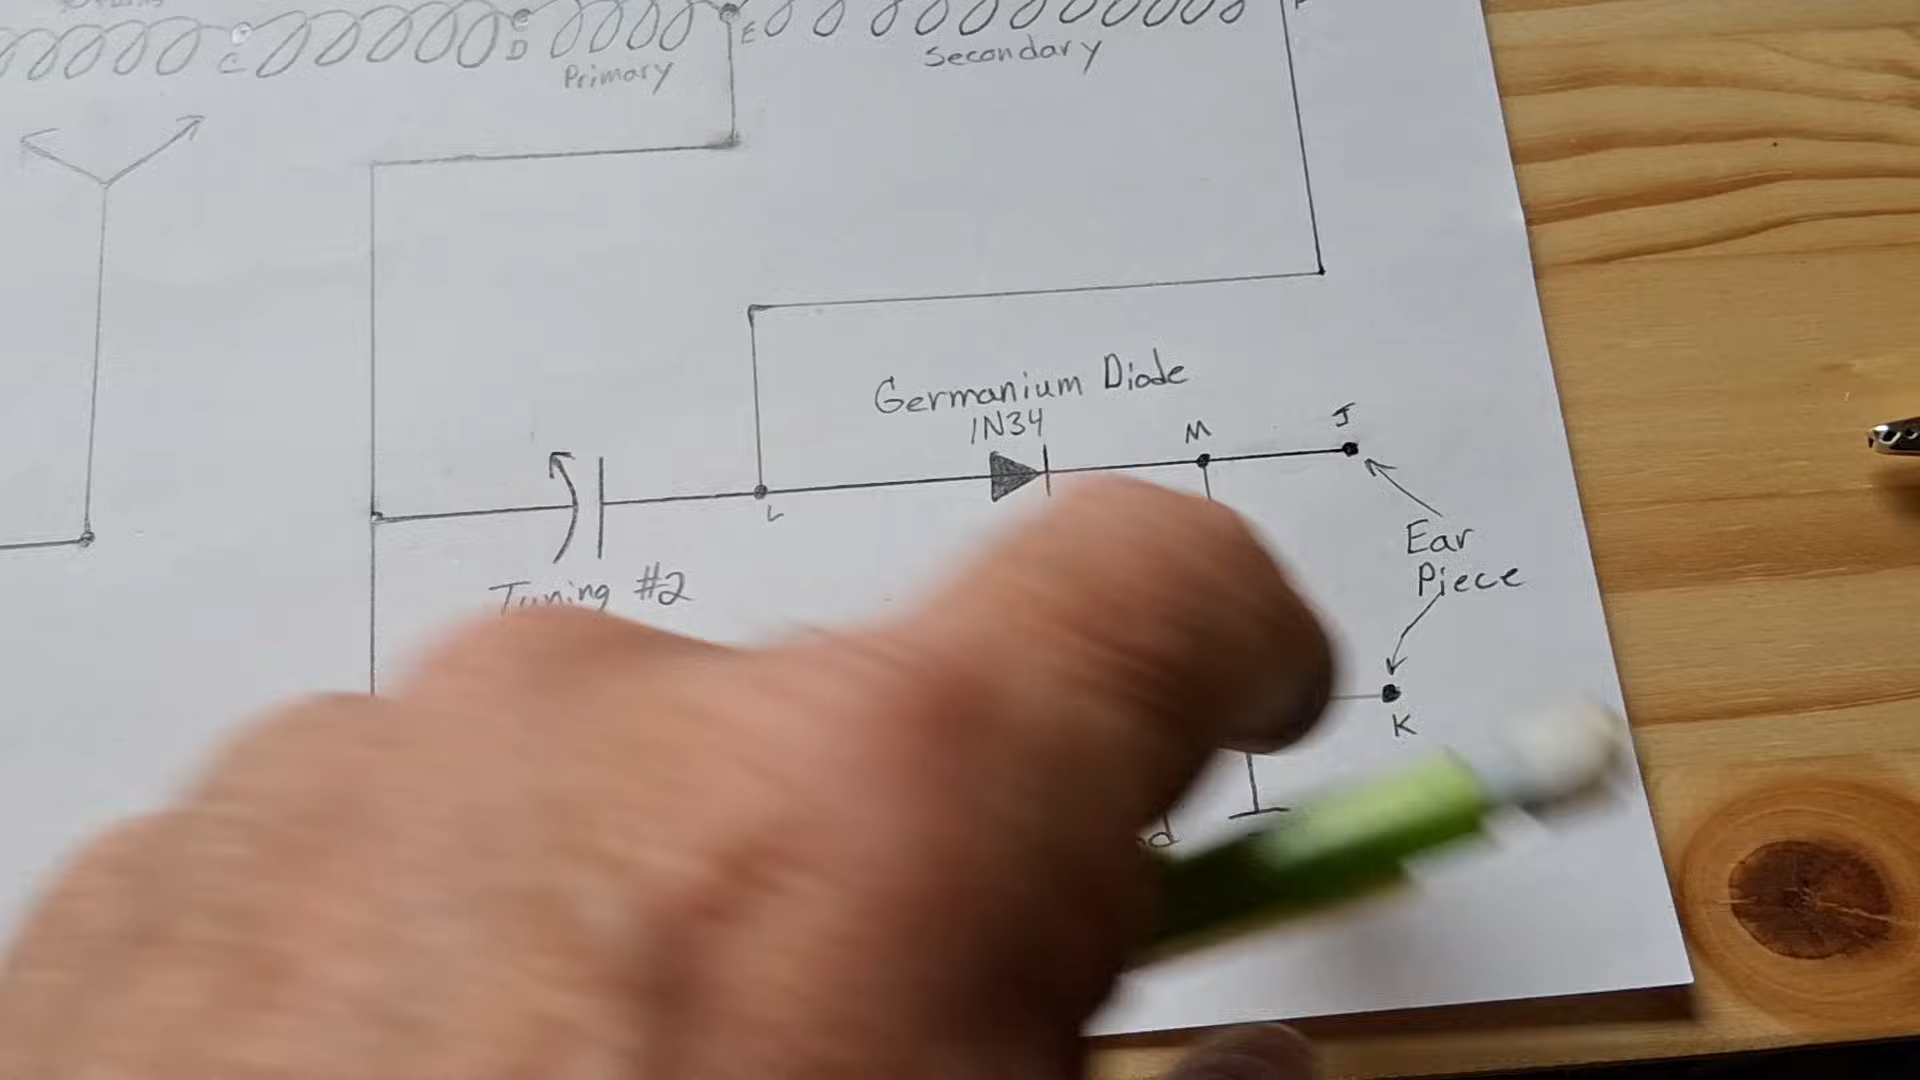 C
D
E
Primary
Secondary
Germanium Diode
1N34
M
J
L
Ear
Piece
Tuning #2
K